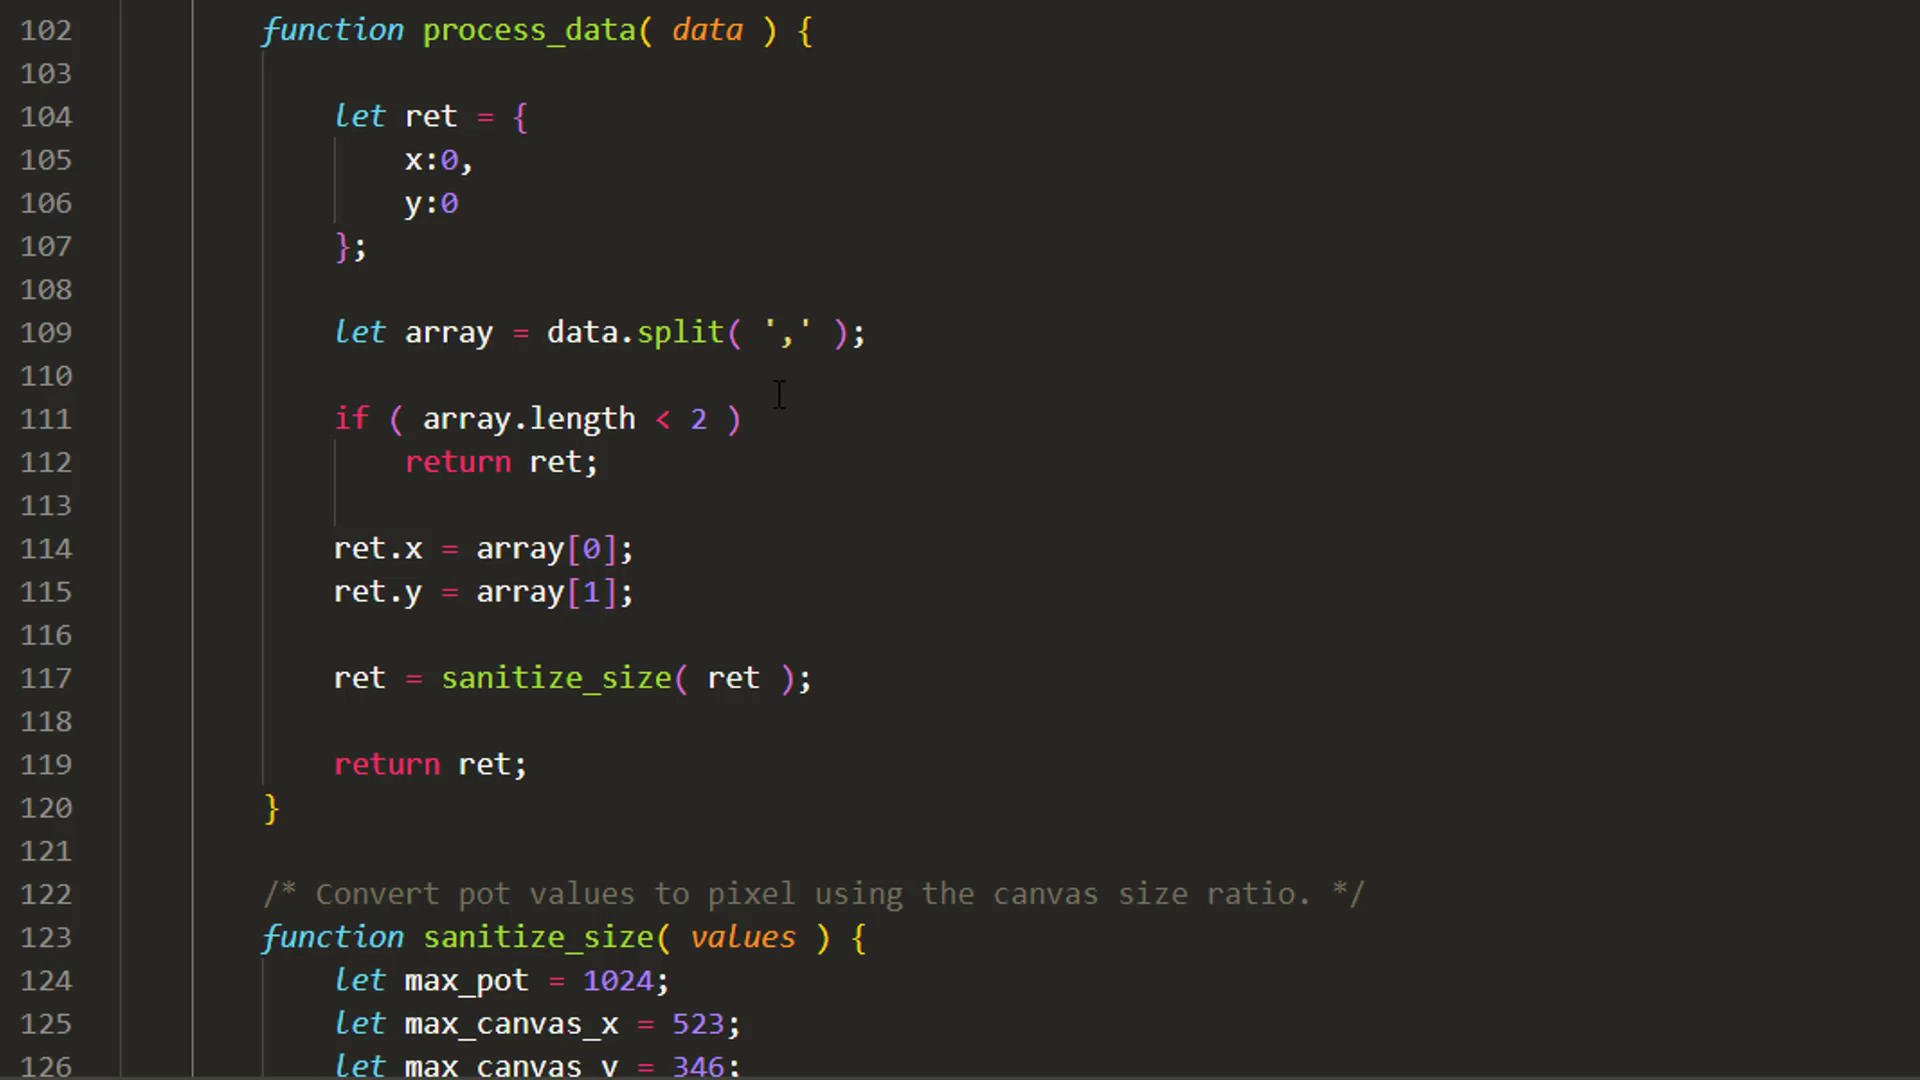 102 function process_data( data ) {
103
104 let ret = {
105 x:0,
106 y:0
107 };
108
109 let array = data.split( ',' );
110
111 if ( array.length < 2 )
112 return ret;
113
114 ret.x = array[0];
115 ret.y = array[1];
116
117 ret = sanitize_size( ret );
118
119 return ret;
120 }
121
122 /* Convert pot values to pixel using the canvas size ratio. */
123 function sanitize_size( values ) {
124 let max_pot = 1024;
125 let max_canvas_x = 523;
126 let max_canvas_y = 346;